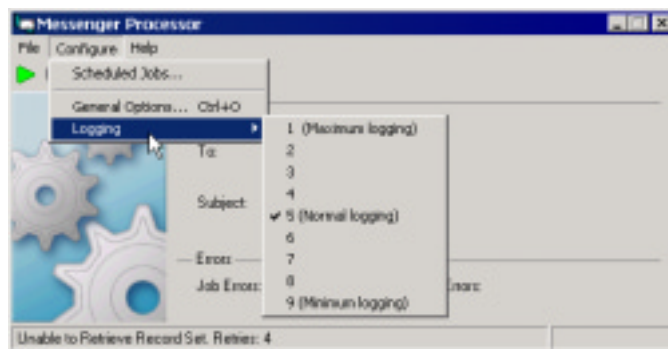 Messenger Processor
File Configure Help
Scheduled Jobs...
General Options... Ctrl+O
Logging
1 (Maximum logging)
To:
2
3
4
Subject:
5 (Normal logging)
6
Errors
7
Job Errors:
8
Errors:
9 (Minimum logging)
Unable to Retrieve Record Set. Retries: 4